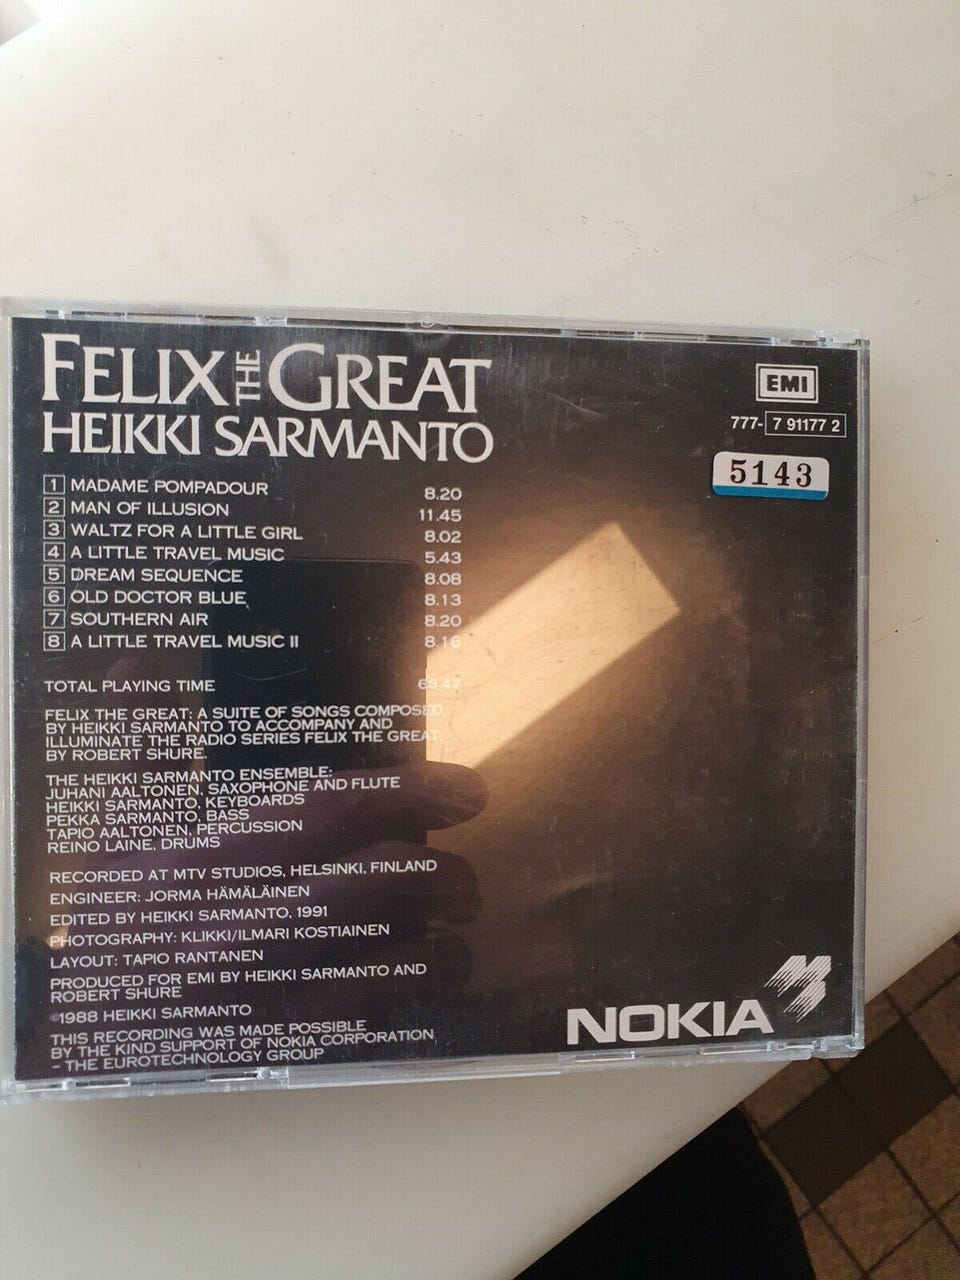 FELIX THE GREAT
HEIKKI SARMANTO
EMI
777- 7 91177 2
5143
1 MADAME POMPADOUR 8.20
2 MAN OF ILLUSION 11.45
3 WALTZ FOR A LITTLE GIRL 8.02
4 A LITTLE TRAVEL MUSIC 5.43
5 DREAM SEQUENCE 8.08
6 OLD DOCTOR BLUE 8.13
7 SOUTHERN AIR 8.20
8 A LITTLE TRAVEL MUSIC II 8.16
TOTAL PLAYING TIME 66.47
FELIX THE GREAT: A SUITE OF SONGS COMPOSED
BY HEIKKI SARMANTO TO ACCOMPANY AND
ILLUMINATE THE RADIO SERIES FELIX THE GREAT,
BY ROBERT SHURE.
THE HEIKKI SARMANTO ENSEMBLE:
JUHANI AALTONEN, SAXOPHONE AND FLUTE
HEIKKI SARMANTO, KEYBOARDS
PEKKA SARMANTO, BASS
TAPIO AALTONEN, PERCUSSION
REINO LAINE, DRUMS
RECORDED AT MTV STUDIOS, HELSINKI, FINLAND
ENGINEER: JORMA HÄMÄLÄINEN
EDITED BY HEIKKI SARMANTO, 1991
PHOTOGRAPHY: KLIKKI/ILMARI KOSTIAINEN
LAYOUT: TAPIO RANTANEN
PRODUCED FOR EMI BY HEIKKI SARMANTO AND
ROBERT SHURE
©1988 HEIKKI SARMANTO
THIS RECORDING WAS MADE POSSIBLE
BY THE KIND SUPPORT OF NOKIA CORPORATION
– THE EUROTECHNOLOGY GROUP
NOKIA